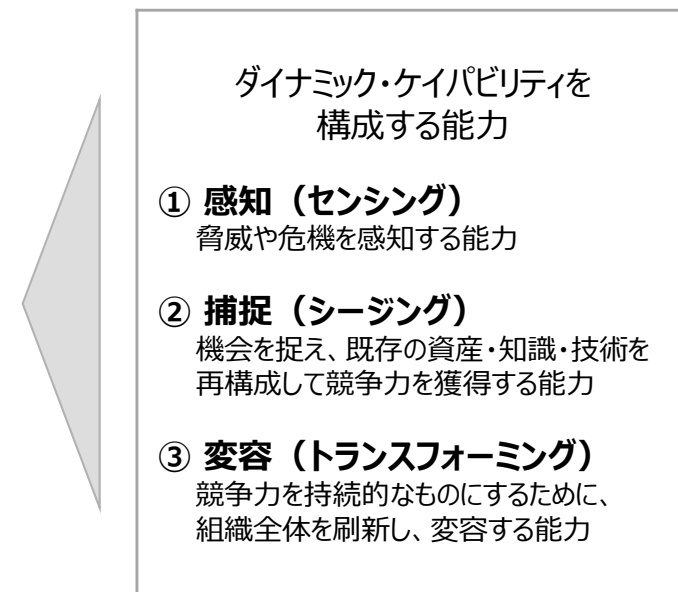 ダイナミック・ケイパビリティを
構成する能力
① 感知（センシング）
脅威や危機を感知する能力
② 捕捉（シージング）
機会を捉え、既存の資産・知識・技術を
再構成して競争力を獲得する能力
③ 変容（トランスフォーミング）
競争力を持続的なものにするために、
組織全体を刷新し、変容する能力